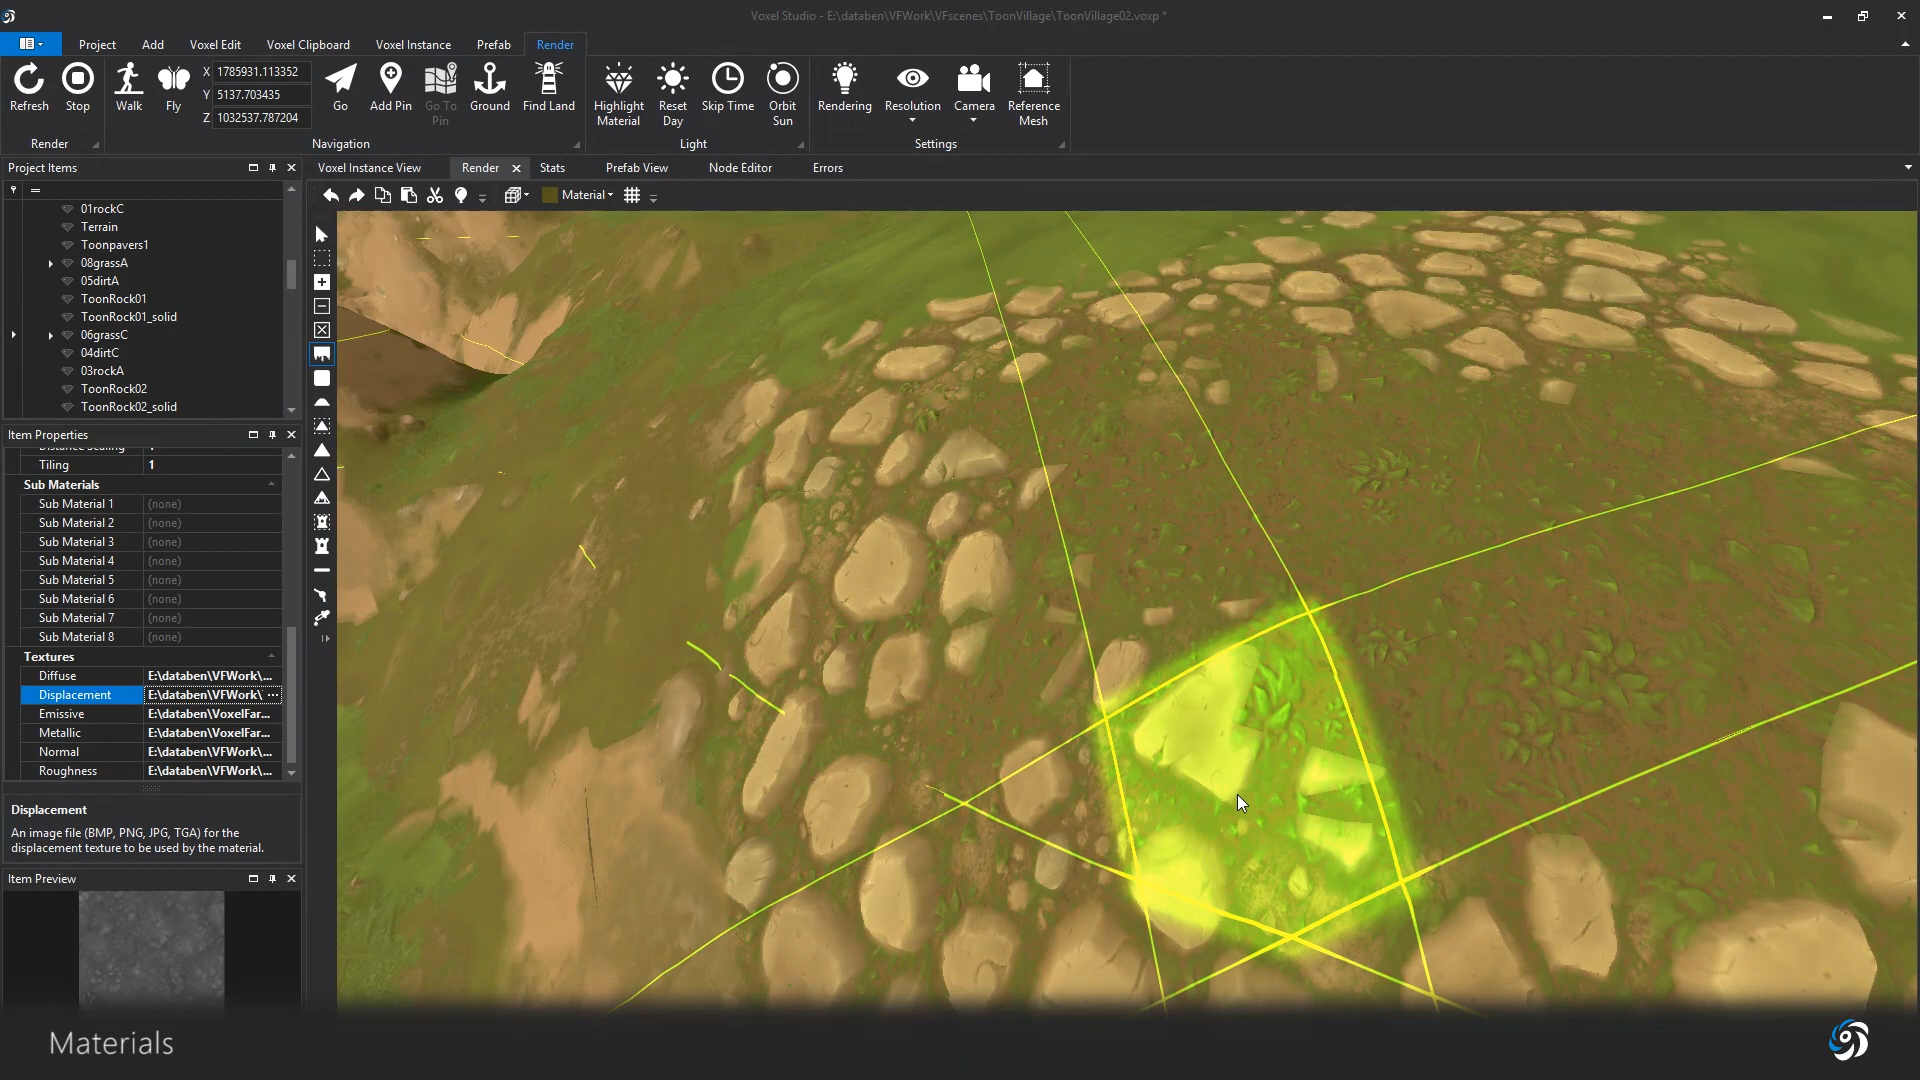 Voxel Studio - E:\databen\VFWork\VFscenes\ToonVillage\ToonVillage02.voxp *
Project
Add
Voxel Edit
Voxel Clipboard
Voxel Instance
Prefab
Render
Refresh
Stop
Walk
Fly
X 1785931.113352
Y 5137.703435
Z 1032537.787204
Go
Add Pin
Go To Pin
Ground
Find Land
Highlight Material
Reset Day
Skip Time
Orbit Sun
Rendering
Resolution
Camera
Reference Mesh
Render
Navigation
Light
Settings
Project Items
Voxel Instance View
Render
Stats
Prefab View
Node Editor
Errors
Material
01rockC
Terrain
Toonpavers1
08grassA
05dirtA
ToonRock01
ToonRock01_solid
06grassC
04dirtC
03rockA
ToonRock02
ToonRock02_solid
Item Properties
Distance Scaling
Tiling 1
Sub Materials
Sub Material 1 (none)
Sub Material 2 (none)
Sub Material 3 (none)
Sub Material 4 (none)
Sub Material 5 (none)
Sub Material 6 (none)
Sub Material 7 (none)
Sub Material 8 (none)
Textures
Diffuse E:\databen\VFWork\...
Displacement E:\databen\VFWork\ ...
Emissive E:\databen\VoxelFar...
Metallic E:\databen\VoxelFar...
Normal E:\databen\VFWork\...
Roughness E:\databen\VFWork\...
Displacement
An image file (BMP, PNG, JPG, TGA) for the
displacement texture to be used by the material.
Item Preview
Materials